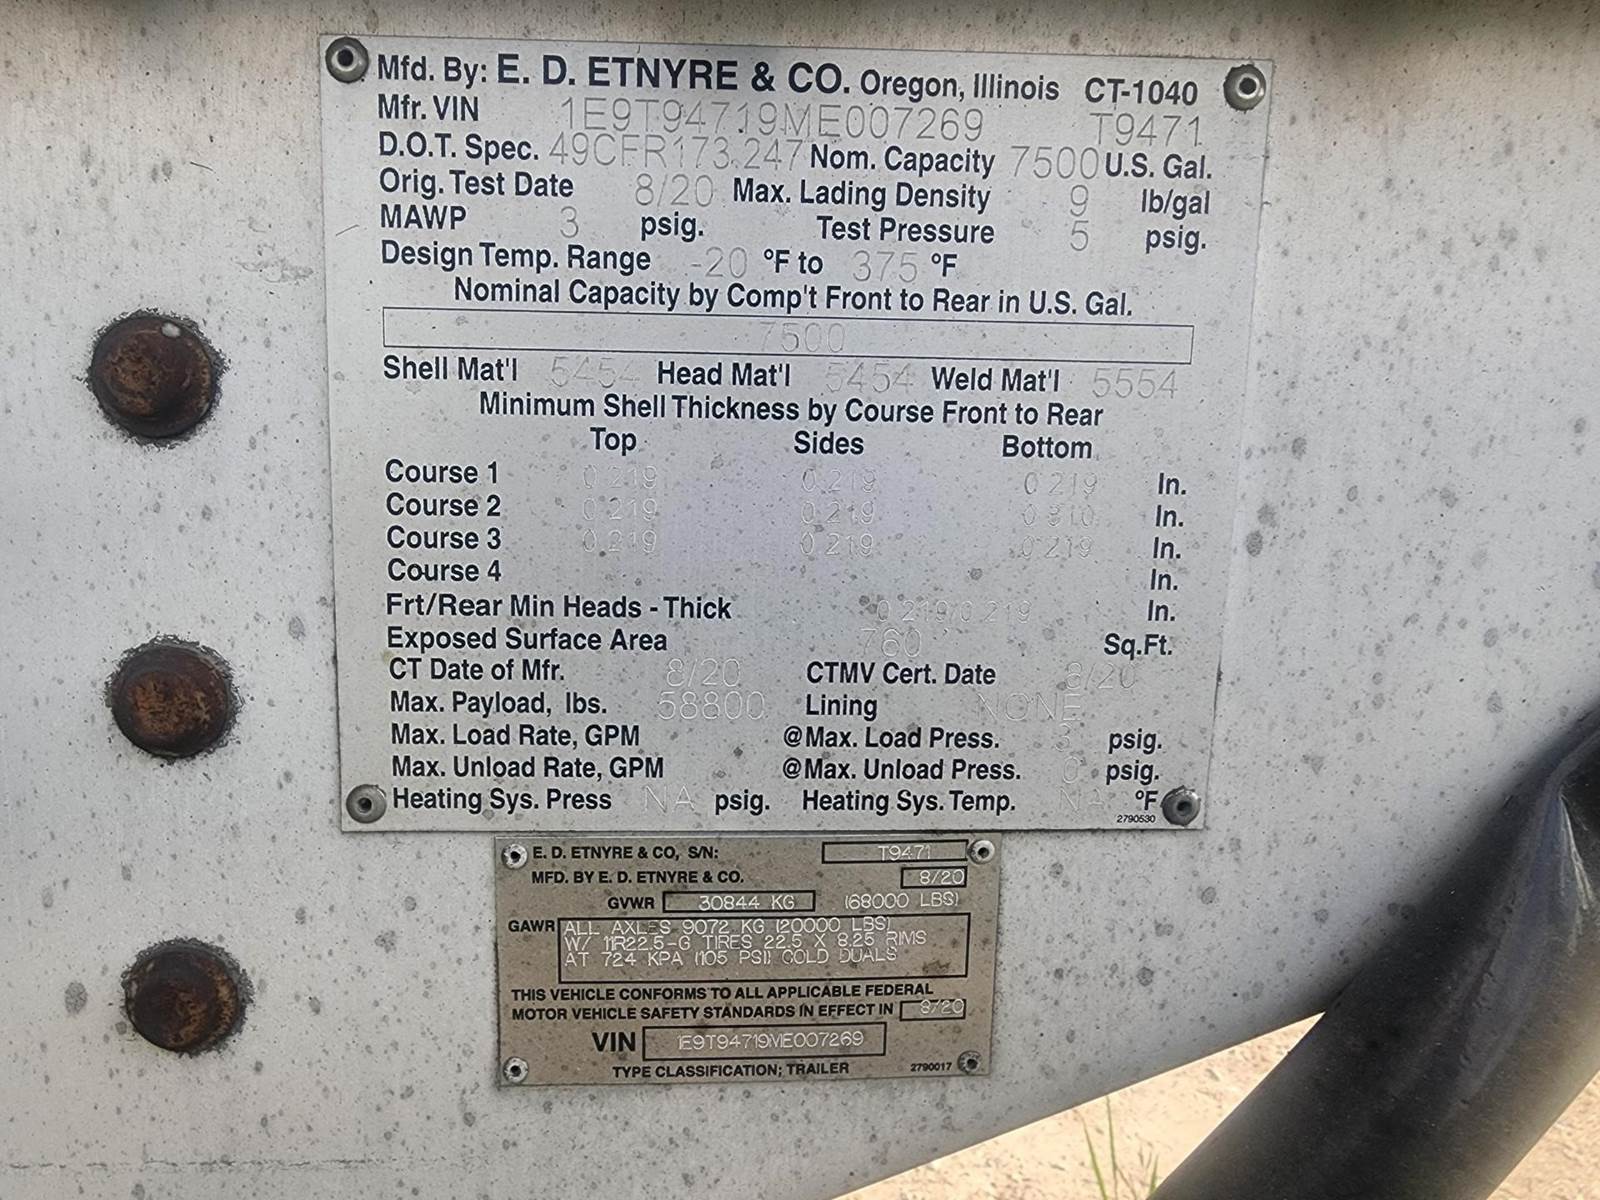 Mfd. By: E. D. ETNYRE & CO. Oregon, Illinois CT-1040
Mfr. VIN 1E9T94719ME007269 T9471
D.O.T. Spec. 49CFR173.247 Nom. Capacity 7500 U.S. Gal.
Orig. Test Date 8/20 Max. Lading Density 9 lb/gal
MAWP 3 psig. Test Pressure 5 psig.
Design Temp. Range -20 °F to 375 °F
Nominal Capacity by Comp't Front to Rear in U.S. Gal.
7500
Shell Mat'l 5454 Head Mat'l 5454 Weld Mat'l 5554
Minimum Shell Thickness by Course Front to Rear
Top Sides Bottom
Course 1 0.219 0.219 0.219 In.
Course 2 0.219 0.219 0.310 In.
Course 3 0.219 0.219 0.219 In.
Course 4 In.
Frt/Rear Min Heads - Thick 0.219/0.219 In.
Exposed Surface Area 760 Sq.Ft.
CT Date of Mfr. 8/20 CTMV Cert. Date 8/20
Max. Payload, lbs. 58800 Lining NONE
Max. Load Rate, GPM @Max. Load Press. psig.
Max. Unload Rate, GPM @Max. Unload Press. 0 psig.
Heating Sys. Press NA psig. Heating Sys. Temp. NA °F
2790530
E. D. ETNYRE & CO, S/N: T9471
MFD. BY E. D. ETNYRE & CO. 8/20
GVWR 30844 KG (68000 LBS)
GAWR ALL AXLES 9072 KG (20000 LBS)
W/ 11R22.5-G TIRES 22.5 X 8.25 RIMS
AT 724 KPA (105 PSI) COLD DUALS
THIS VEHICLE CONFORMS TO ALL APPLICABLE FEDERAL
MOTOR VEHICLE SAFETY STANDARDS IN EFFECT IN 8/20
VIN 1E9T94719ME007269
TYPE CLASSIFICATION; TRAILER 2790017